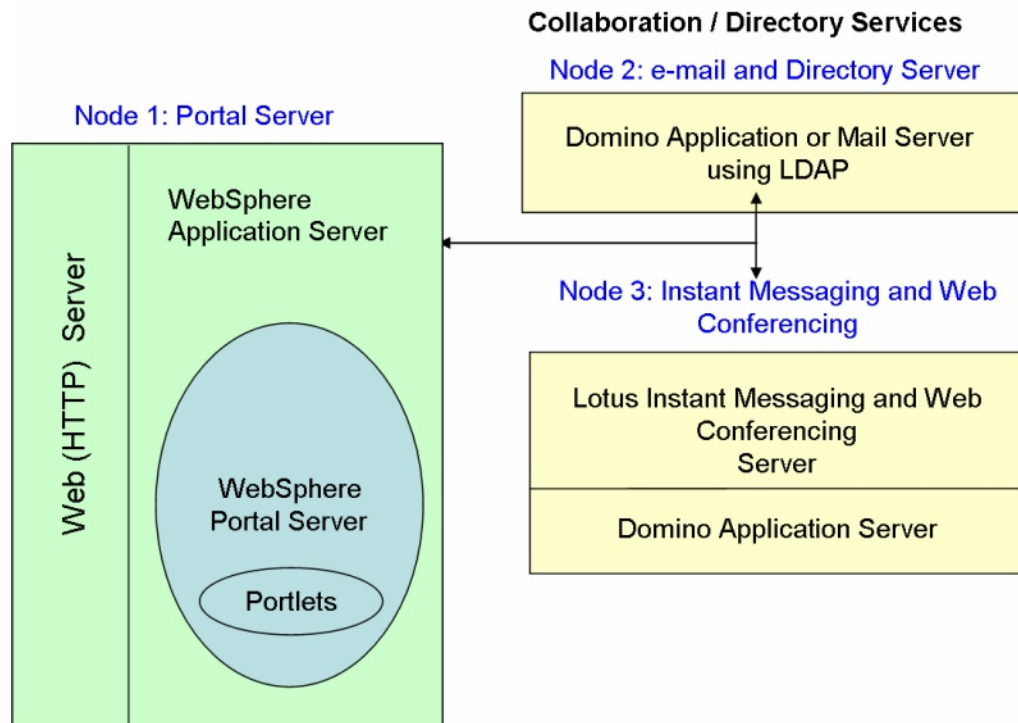 Collaboration / Directory Services
Node 2: e-mail and Directory Server
Domino Application or Mail Server
using LDAP
Node 1: Portal Server
Web (HTTP) Server
WebSphere
Application Server
WebSphere
Portal Server
Portlets
Node 3: Instant Messaging and Web
Conferencing
Lotus Instant Messaging and Web
Conferencing
Server
Domino Application Server